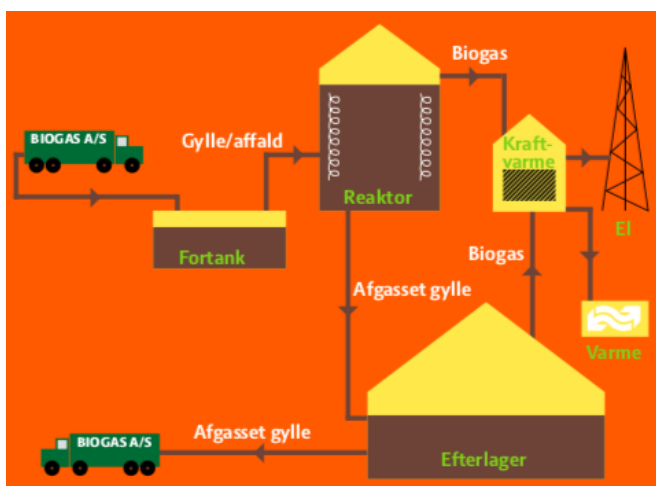 Biogas
BIOGAS A/S
Gylle/affald
Kraft-
varme
Reaktor
El
Fortank
Biogas
Afgasset gylle
Varme
Afgasset gylle
BIOGAS A/S
Efterlager